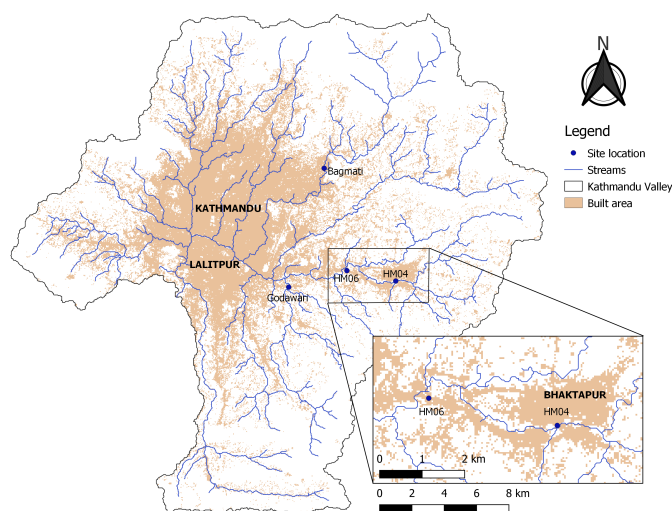 N
Legend
Site location
Streams
Kathmandu Valley
Built area
Bagmati
KATHMANDU
LALITPUR
HM06
HM04
Godawari
BHAKTAPUR
HM04
HM06
0 1 2 km
0 2 4 6 8 km